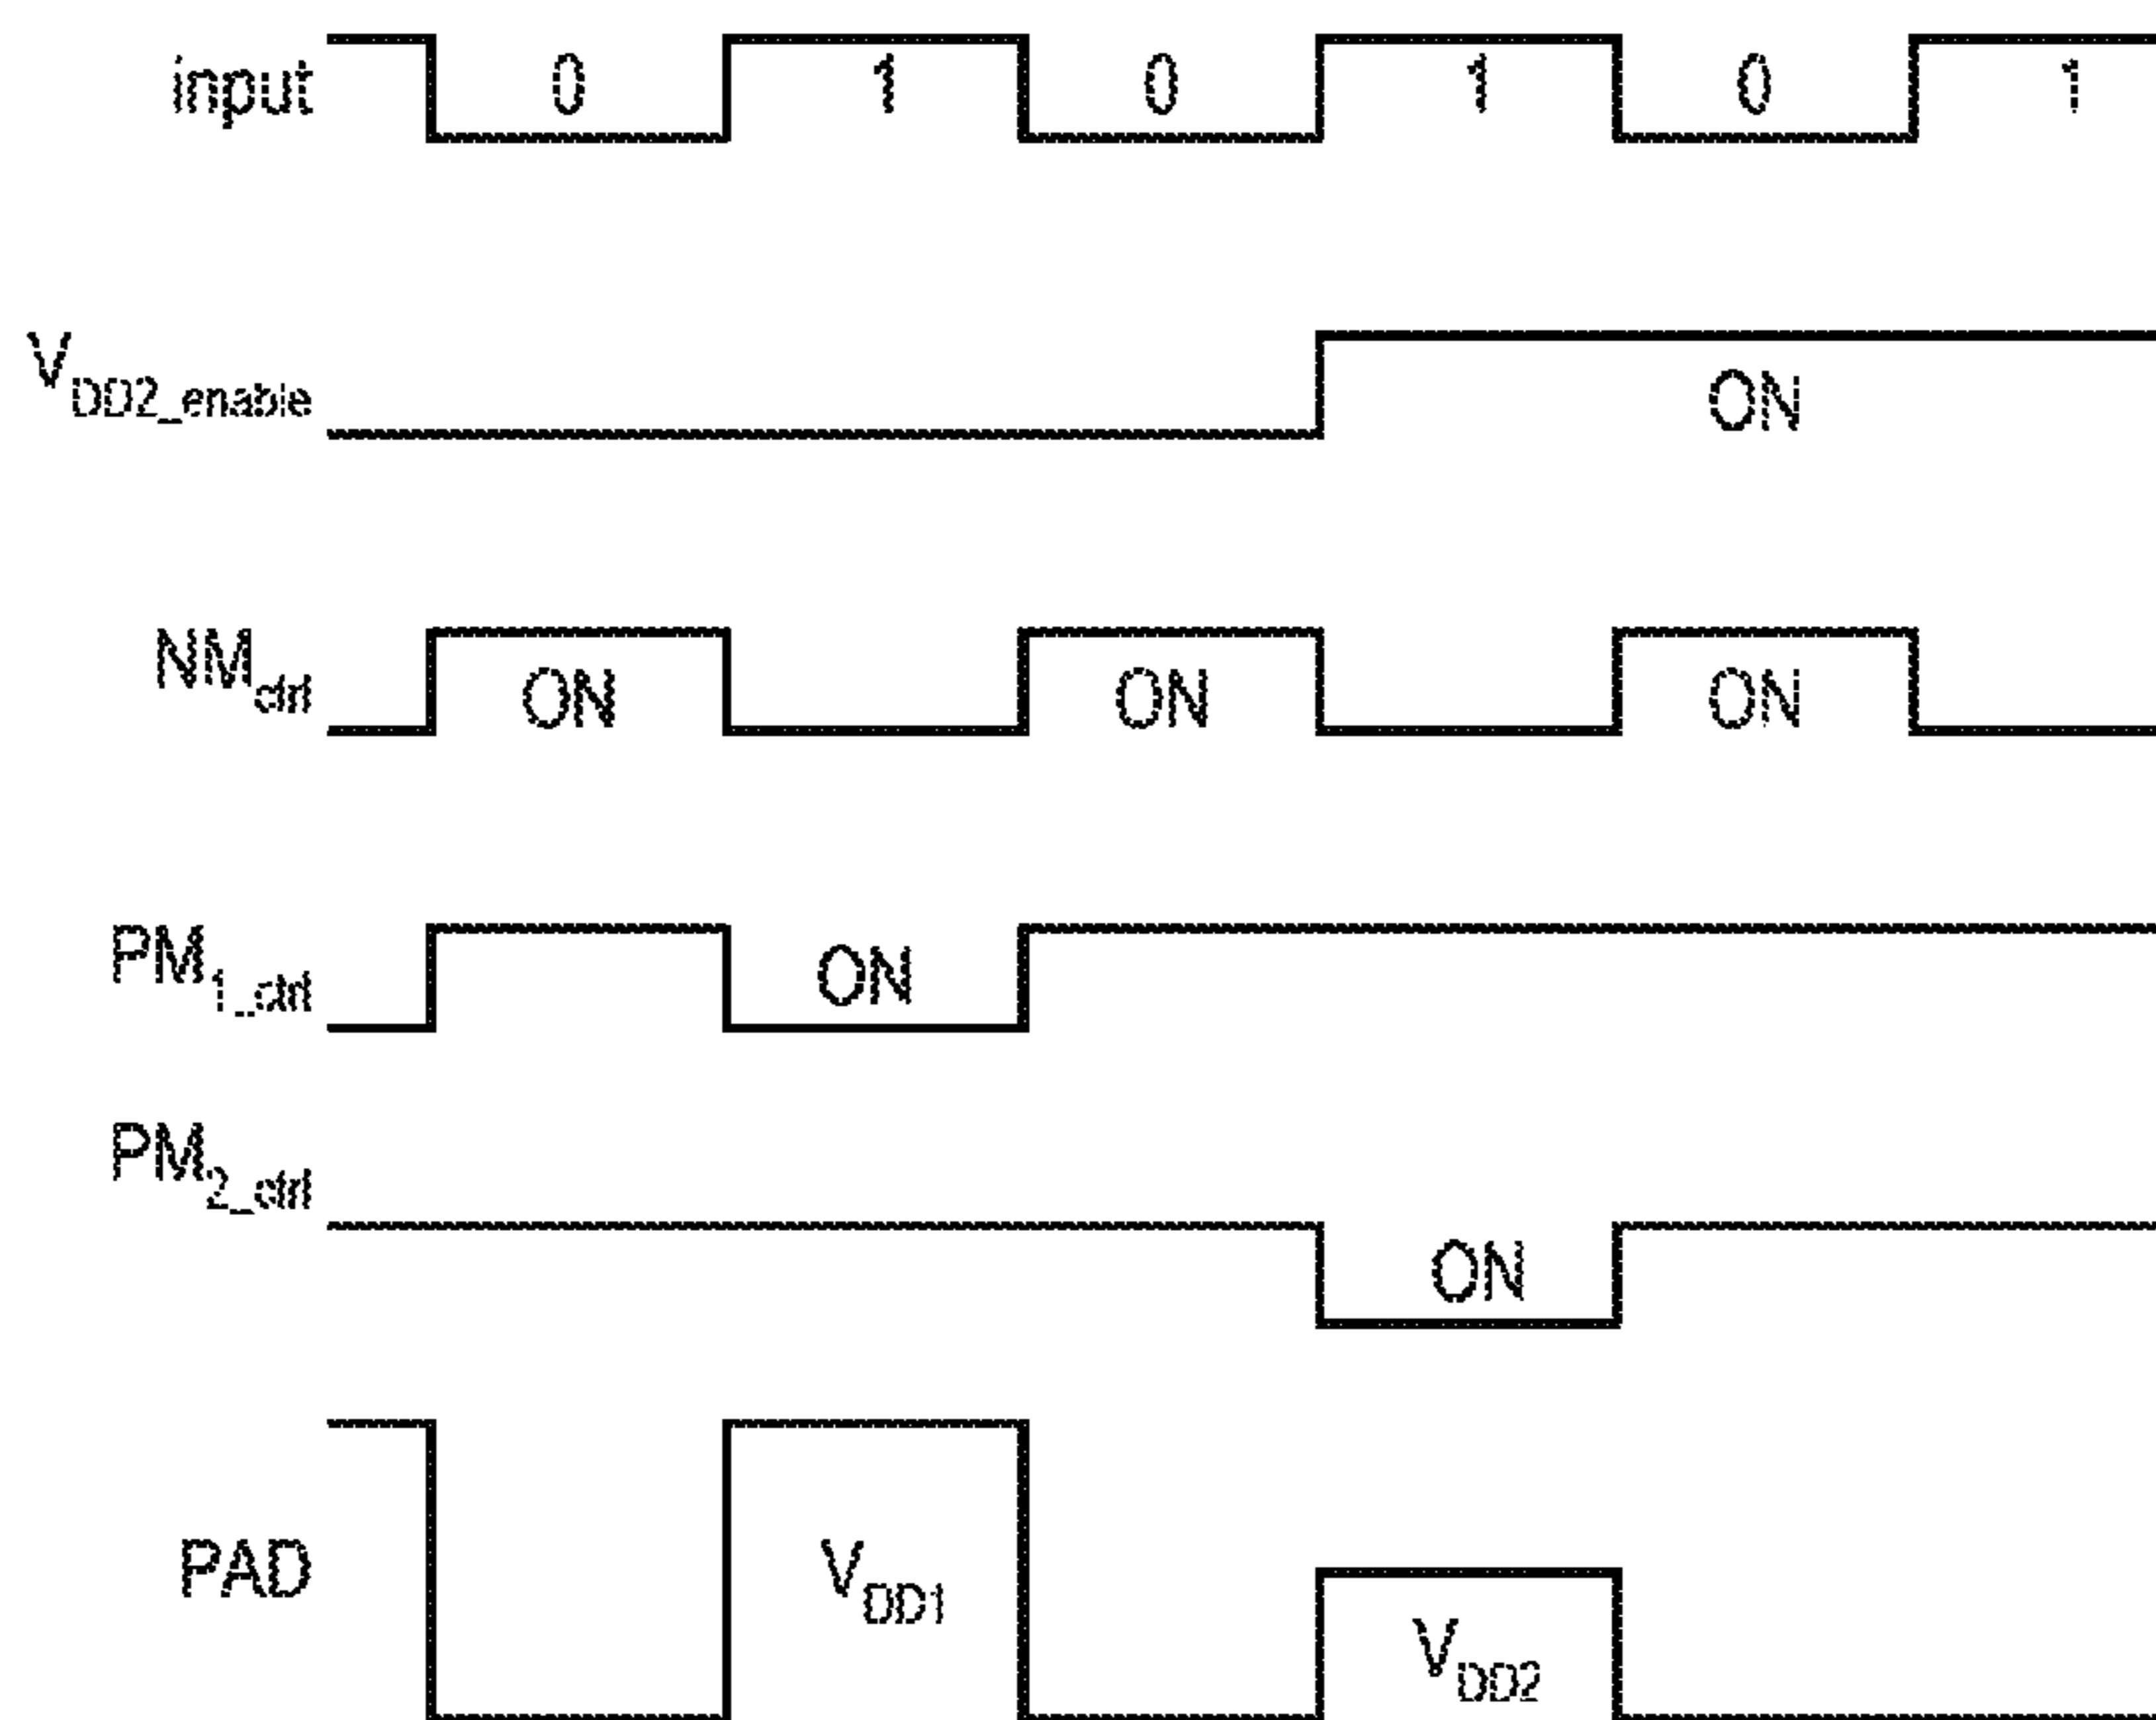 input 0 1 0 1 0 1
VDD2_enable ON
NMctrl ON ON ON
PM1_ctrl ON
PM2_ctrl
ON
PAD VDD1 VDD2